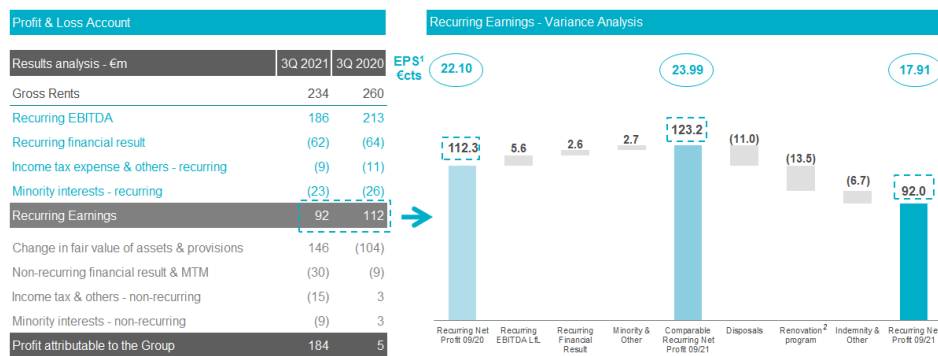 Profit & Loss Account
Results analysis - €m 3Q 2021 3Q 2020
Gross Rents 234 260
Recurring EBITDA 186 213
Recurring financial result (62) (64)
Income tax expense & others - recurring (9) (11)
Minority interests - recurring (23) (26)
Recurring Earnings 92 112
Change in fair value of assets & provisions 146 (104)
Non-recurring financial result & MTM (30) (9)
Income tax & others - non-recurring (15) 3
Minority interests - non-recurring (9) 3
Profit attributable to the Group 184 5
Recurring Earnings - Variance Analysis
EPS¹ 22.10 23.99 17.91
€cts
112.3 5.6 2.6 2.7 123.2 (11.0) (13.5) (6.7) 92.0
Recurring Net Recurring Recurring Minority & Comparable Disposals Renovation² Indemnity & Recurring Net
Profit 09/20 EBITDA LfL Financial Other Recurring Net program Other Profit 09/21
Result Profit 09/21